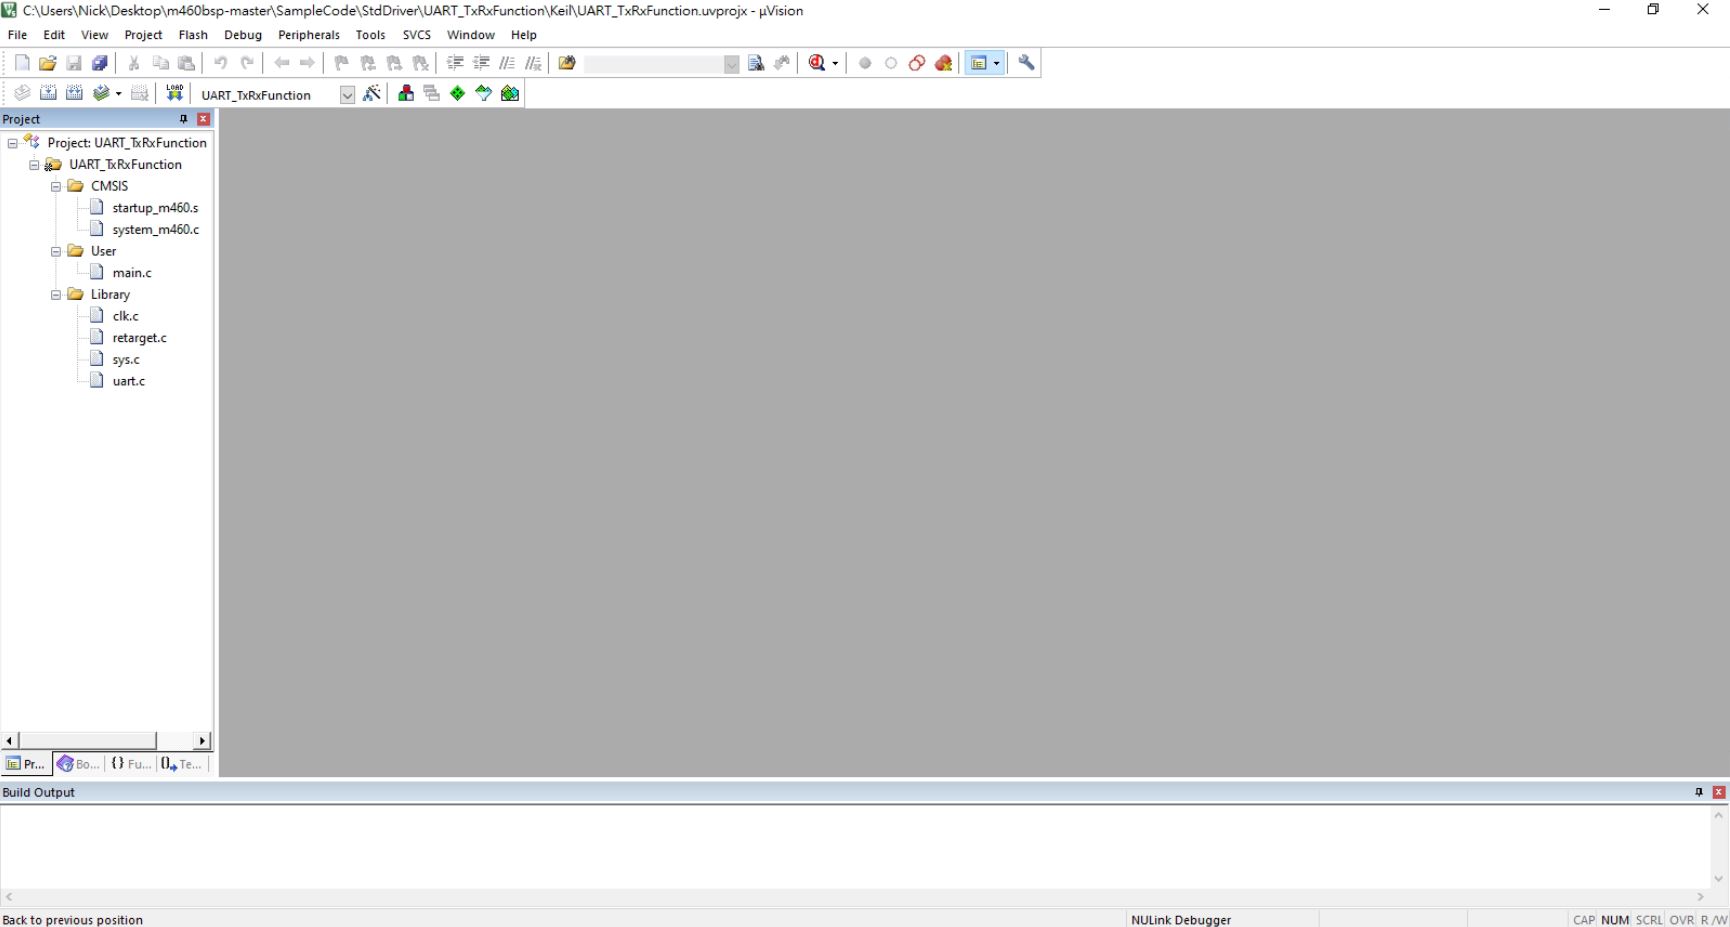 C:\Users\Nick\Desktop\m460bsp-master\SampleCode\StdDriver\UART_TxRxFunction\Keil\UART_TxRxFunction.uvprojx - µVision
File Edit View Project Flash Debug Peripherals Tools SVCS Window Help
LOAD UART_TxRxFunction
Project
Project: UART_TxRxFunction
UART_TxRxFunction
CMSIS
startup_m460.s
system_m460.c
User
main.c
Library
clk.c
retarget.c
sys.c
uart.c
Pr... Bo... {} Fu... Te...
Build Output
Back to previous position NULink Debugger CAP NUM SCRL OVR R/W